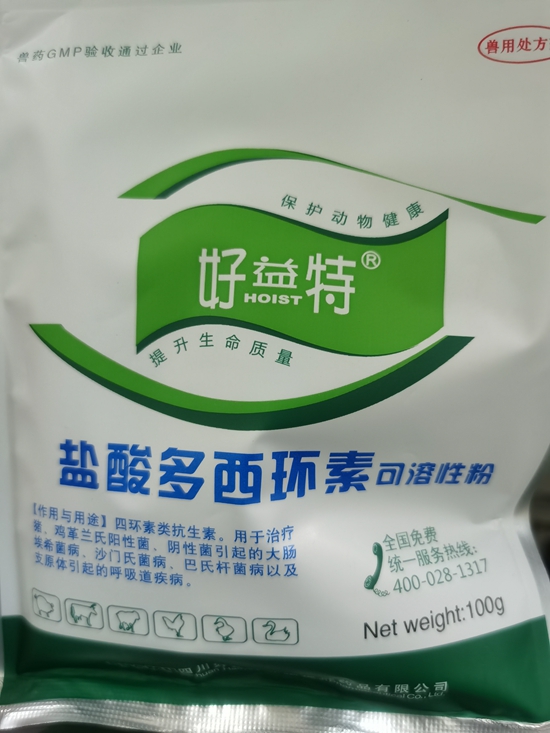 兽药GMP验收通过企业
兽用处方
保护动物健康
好益特®
HOIST
提升生命质量
盐酸多西环素可溶性粉
【作用与用途】四环素类抗生素。用于治疗
猪、鸡革兰氏阳性菌、阴性菌引起的大肠
埃希菌病、沙门氏菌病、巴氏杆菌病以及
支原体引起的呼吸道疾病。
全国免费
统一服务热线:
400-028-1317
Net weight:100g
四川
有限公司
Co., Ltd